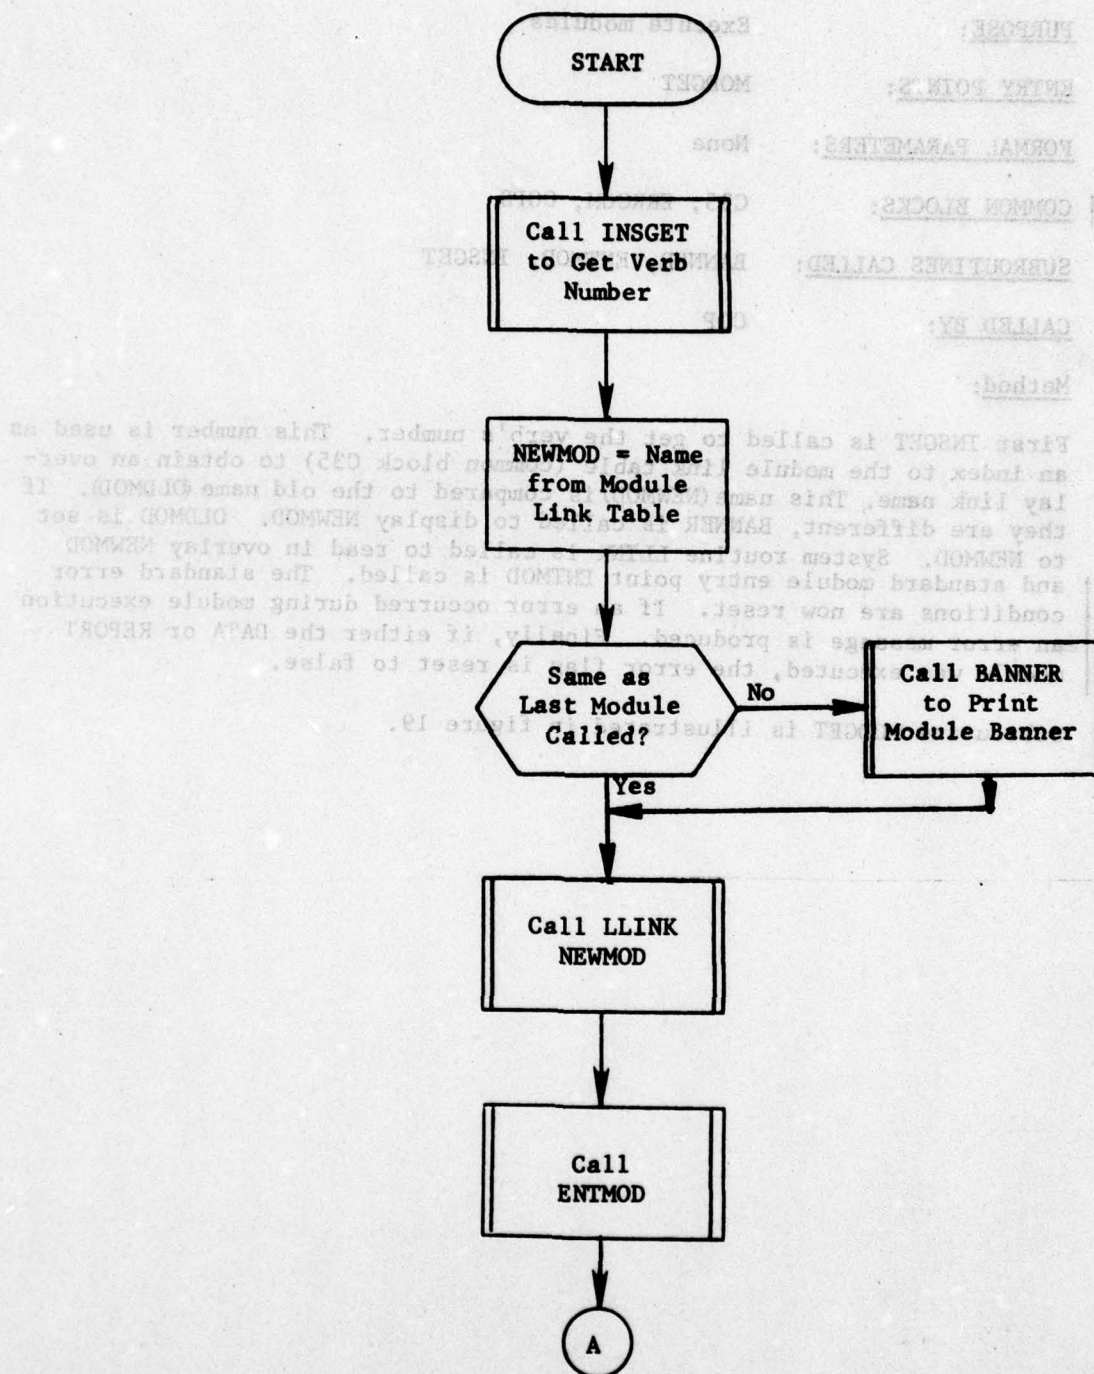 START
Call INSGET
to Get Verb
Number
NEWMOD = Name
from Module
Link Table
Same as
Last Module
Called?
No
Call BANNER
to Print
Module Banner
Yes
Call LLINK
NEWMOD
Call
ENTMOD
A
PURPOSE: Execute modules
ENTRY POINTS: MODGET
FORMAL PARAMETERS: None
COMMON BLOCKS:
SUBROUTINES CALLED: BANNER, ENTMOD, INSGET
CALLED BY: COP
Method:
First INSGET is called to get the verb's number. This number is used as
an index to the module link table (common block C35) to obtain an over-
lay link name. This name (NEWMOD) is compared to the old name (OLDMOD). If
they are different, BANNER is called to display NEWMOD. OLDMOD is set
to NEWMOD. System routine LLINK is called to read in overlay NEWMOD
and standard module entry point ENTMOD is called. The standard error
conditions are now reset. If an error occurred during module execution
an error message is produced. Finally, if either the DATA or REPORT
executed, the error flag is reset to false.
MODGET is illustrated in figure 19.